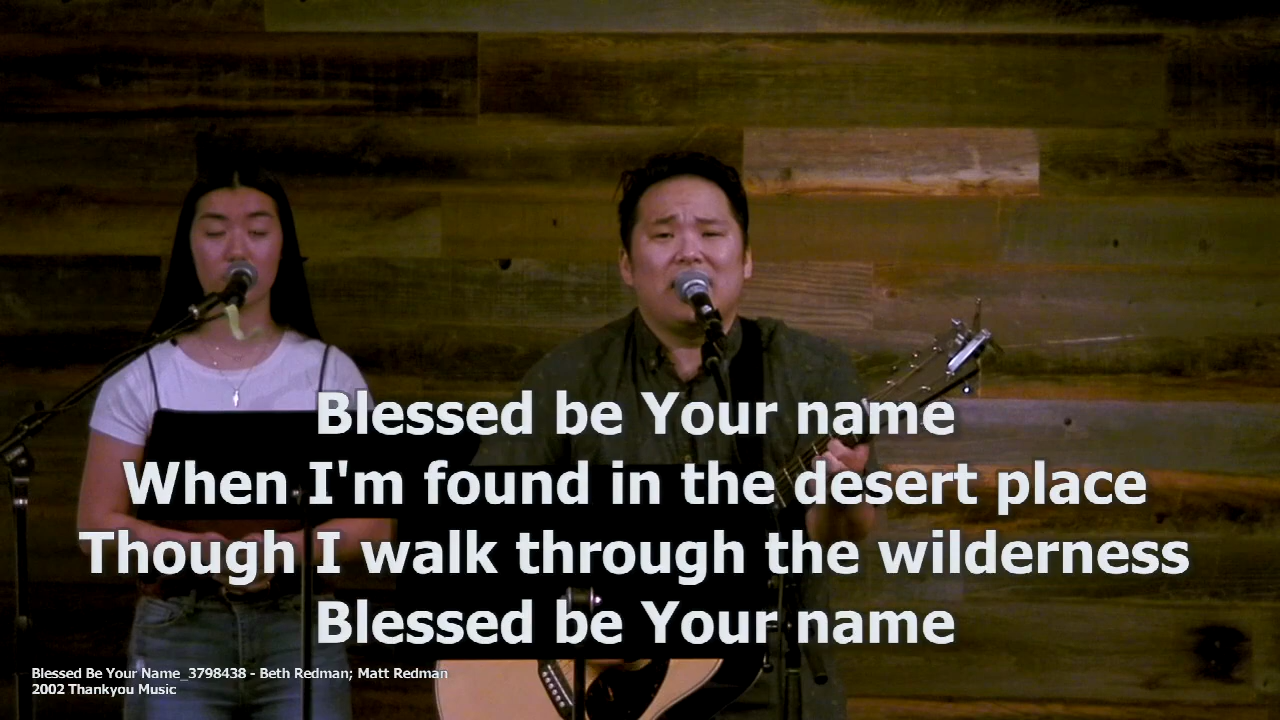 Blessed be Your name
When I'm found in the desert place
Though I walk through the wilderness
Blessed be Your name
Blessed Be Your Name_3798438 - Beth Redman; Matt Redman
2002 Thankyou Music